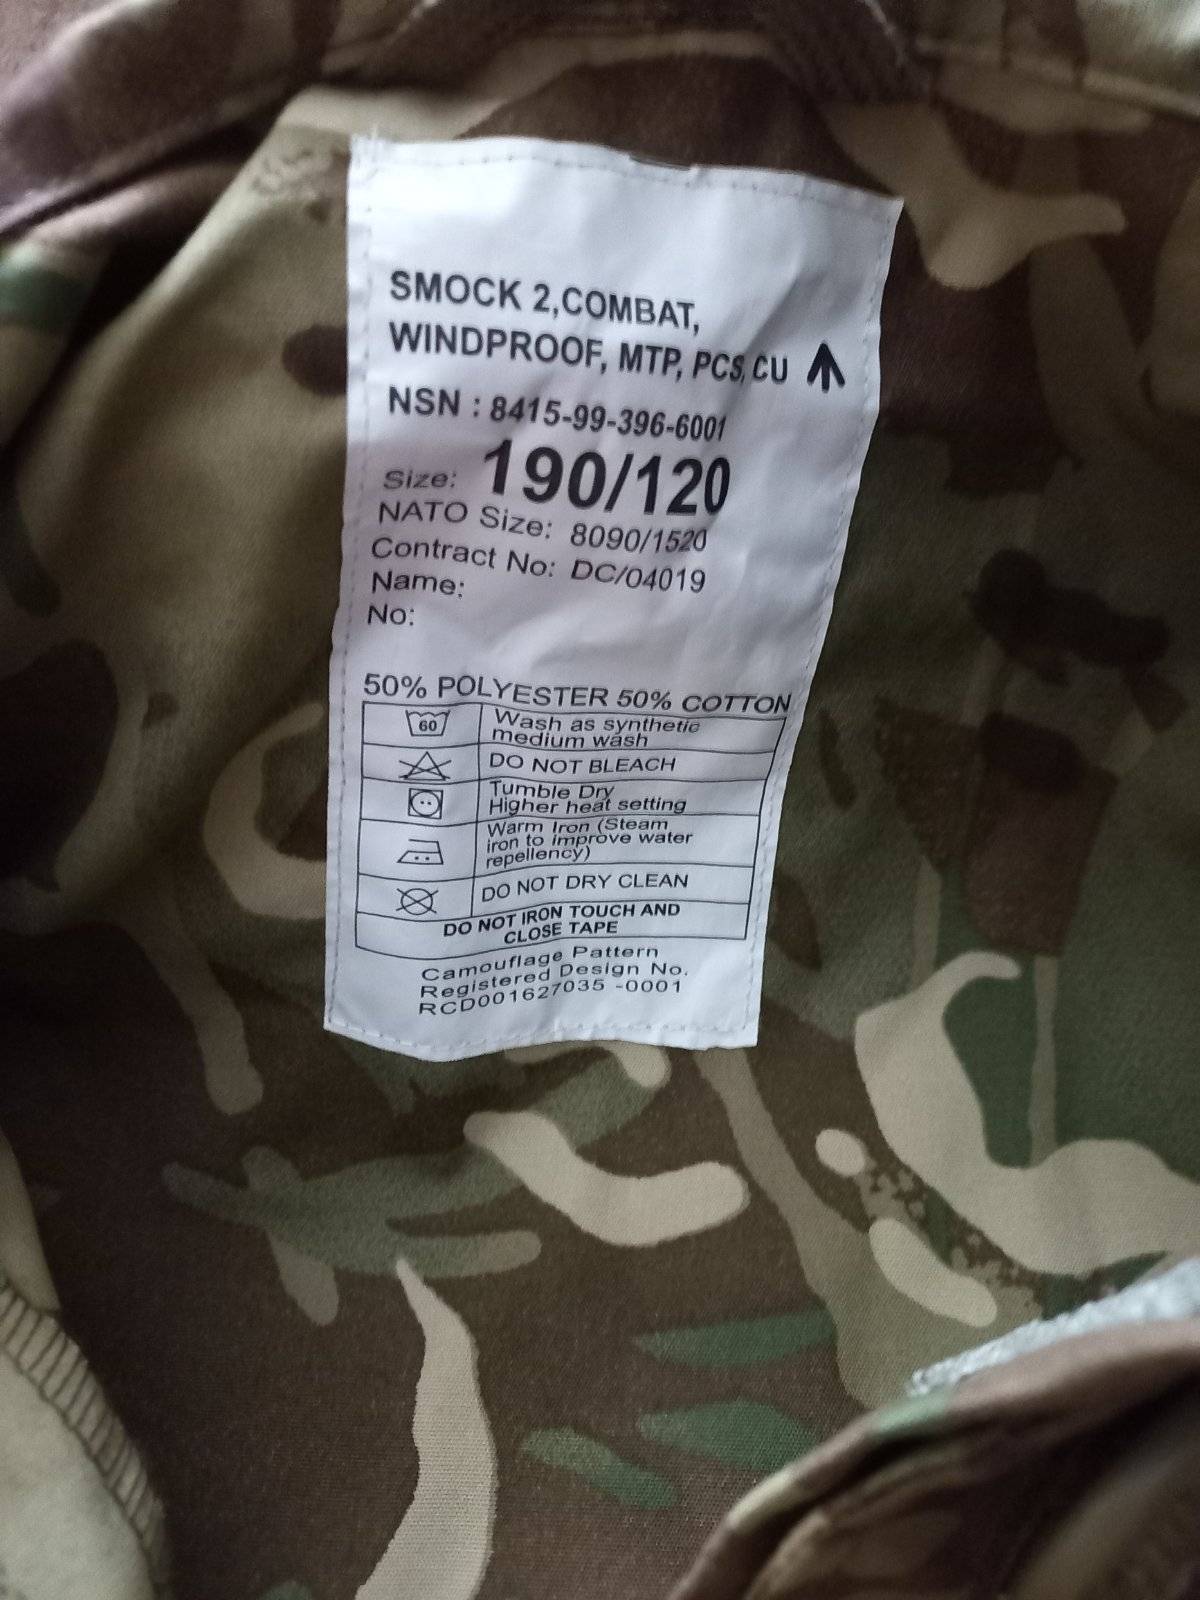 SMOCK 2,COMBAT,
WINDPROOF, MTP, PCS, CU
NSN : 8415-99-396-6001
Size: 190/120
NATO Size: 8090/1520
Contract No: DC/04019
Name:
No:
50% POLYESTER 50% COTTON
60 Wash as synthetic
medium wash
DO NOT BLEACH
Tumble Dry
Higher heat setting
Warm Iron (Steam
iron to improve water
repellency)
DO NOT DRY CLEAN
DO NOT IRON TOUCH AND
CLOSE TAPE
Camouflage Pattern
Registered Design No.
RCD001627035 -0001